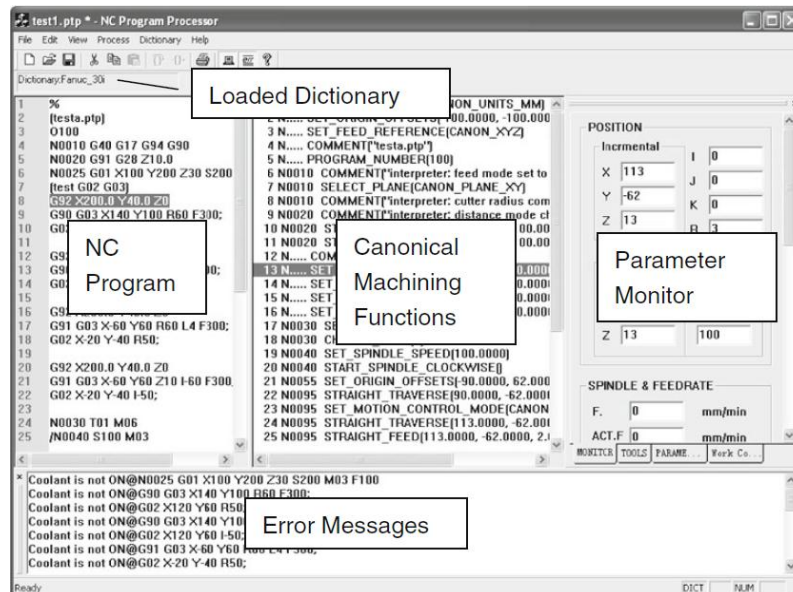 test1.ptp * - NC Program Processor
File Edit View Process Dictionary Help
Dictionary:Fanuc_30i
Loaded Dictionary
1 %
2 (testa.ptp)
3 O100
4 N0010 G40 G17 G94 G90
5 N0020 G91 G28 Z10.0
6 N0025 G01 X100 Y200 Z30 S200
7 (test G02 G03)
8 G92 X200.0 Y40.0 Z0
9 G90 G03 X140 Y100 R60 F300;
10
11
12
13
14
15
16
17 G91 G03 X-60 Y60 R60 L4 F300;
18 G02 X-20 Y-40 R50;
19
20 G92 X200.0 Y40.0 Z0
21 G91 G03 X-60 Y60 Z10 I-60 F300
22 G02 X-20 Y-40 I-50;
23
24 N0030 T01 M06
25 /N0040 S100 M03
NC
Program
3 N..... SET_FEED_REFERENCE(CANON_XYZ)
4 N..... COMMENT("testa.ptp")
5 N..... PROGRAM_NUMBER(100)
6 N0010 COMMENT("interpreter: feed mode set to
7 N0010 SELECT_PLANE(CANON_PLANE_XY)
8 N0010 COMMENT("interpreter: cutter radius com
9 N0020 COMMENT("interpreter: distance mode ch
10 N0020
11 N0020
12 N.....
13 N..... SET
14 N..... SET
15 N..... SET
16 N..... SET
17 N0030
18 N0030
19 N0040 SET_SPINDLE_SPEED(100.0000)
20 N0040 START_SPINDLE_CLOCKWISE()
21 N0055 SET_ORIGIN_OFFSETS(-90.0000, 62.000
22 N0095 STRAIGHT_TRAVERSE(90.0000, -62.000
23 N0095 SET_MOTION_CONTROL_MODE(CANON
24 N0095 STRAIGHT_TRAVERSE(113.0000, -62.000
25 N0095 STRAIGHT_FEED(113.0000, -62.0000, 2.
Canonical
Machining
Functions
POSITION
Incrmental
X 113
Y -62
Z 13
I 0
J 0
K 0
R 3
Parameter
Monitor
Z 13
100
SPINDLE & FEEDRATE
F. 0 mm/min
ACT.F 0 mm/min
MONITOR TOOLS PARAME... Work Co...
Coolant is not ON@N0025 G01 X100 Y200 Z30 S200 M03 F100
Coolant is not ON@G90 G03 X140 Y100 R60 F300;
Coolant is not ON@G02 X120 Y60 R50;
Coolant is not ON@G90 G03 X140 Y100
Coolant is not ON@G02 X120 Y60 I-50;
Coolant is not ON@G91 G03 X-60 Y60 R60 L4 F300;
Coolant is not ON@G02 X-20 Y-40 R50;
Error Messages
Ready
DICT NUM